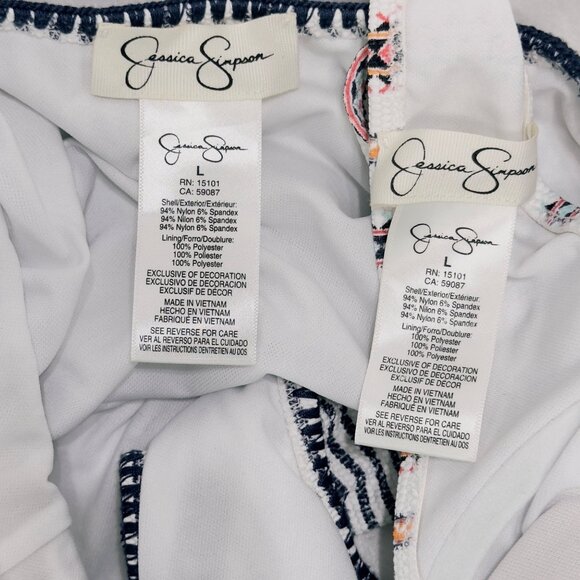 Jessica Simpson
Jessica Simpson
L
RN: 15101
CA: 59087
Shell/Exterior/Extérieur:
94% Nylon 6% Spandex
94% Nilon 6% Spandex
94% Nylon 6% Spandex
Lining/Forro/Doublure:
100% Polyester
100% Poliester
100% Polyester
EXCLUSIVE OF DECORATION
EXCLUSIVO DE DECORACION
EXCLUSIF DE DÉCOR
MADE IN VIETNAM
HECHO EN VIETNAM
FABRIQUÉ EN VIETNAM
SEE REVERSE FOR CARE
VER AL REVERSO PARA EL CUIDADO
VOIR LES INSTRUCTIONS D'ENTRETIEN AU DOS
Jessica Simpson
Jessica Simpson
L
RN: 15101
CA: 59087
Shell/Exterior/Extérieur:
94% Nylon 6% Spandex
94% Nilon 6% Spandex
94% Nylon 6% Spandex
Lining/Forro/Doublure:
100% Polyester
100% Poliester
100% Polyester
EXCLUSIVE OF DECORATION
EXCLUSIVO DE DECORACION
EXCLUSIF DE DÉCOR
MADE IN VIETNAM
HECHO EN VIETNAM
FABRIQUÉ EN VIETNAM
SEE REVERSE FOR CARE
VER AL REVERSO PARA EL CUIDADO
VOIR LES INSTRUCTIONS D'ENTRETIEN AU DOS